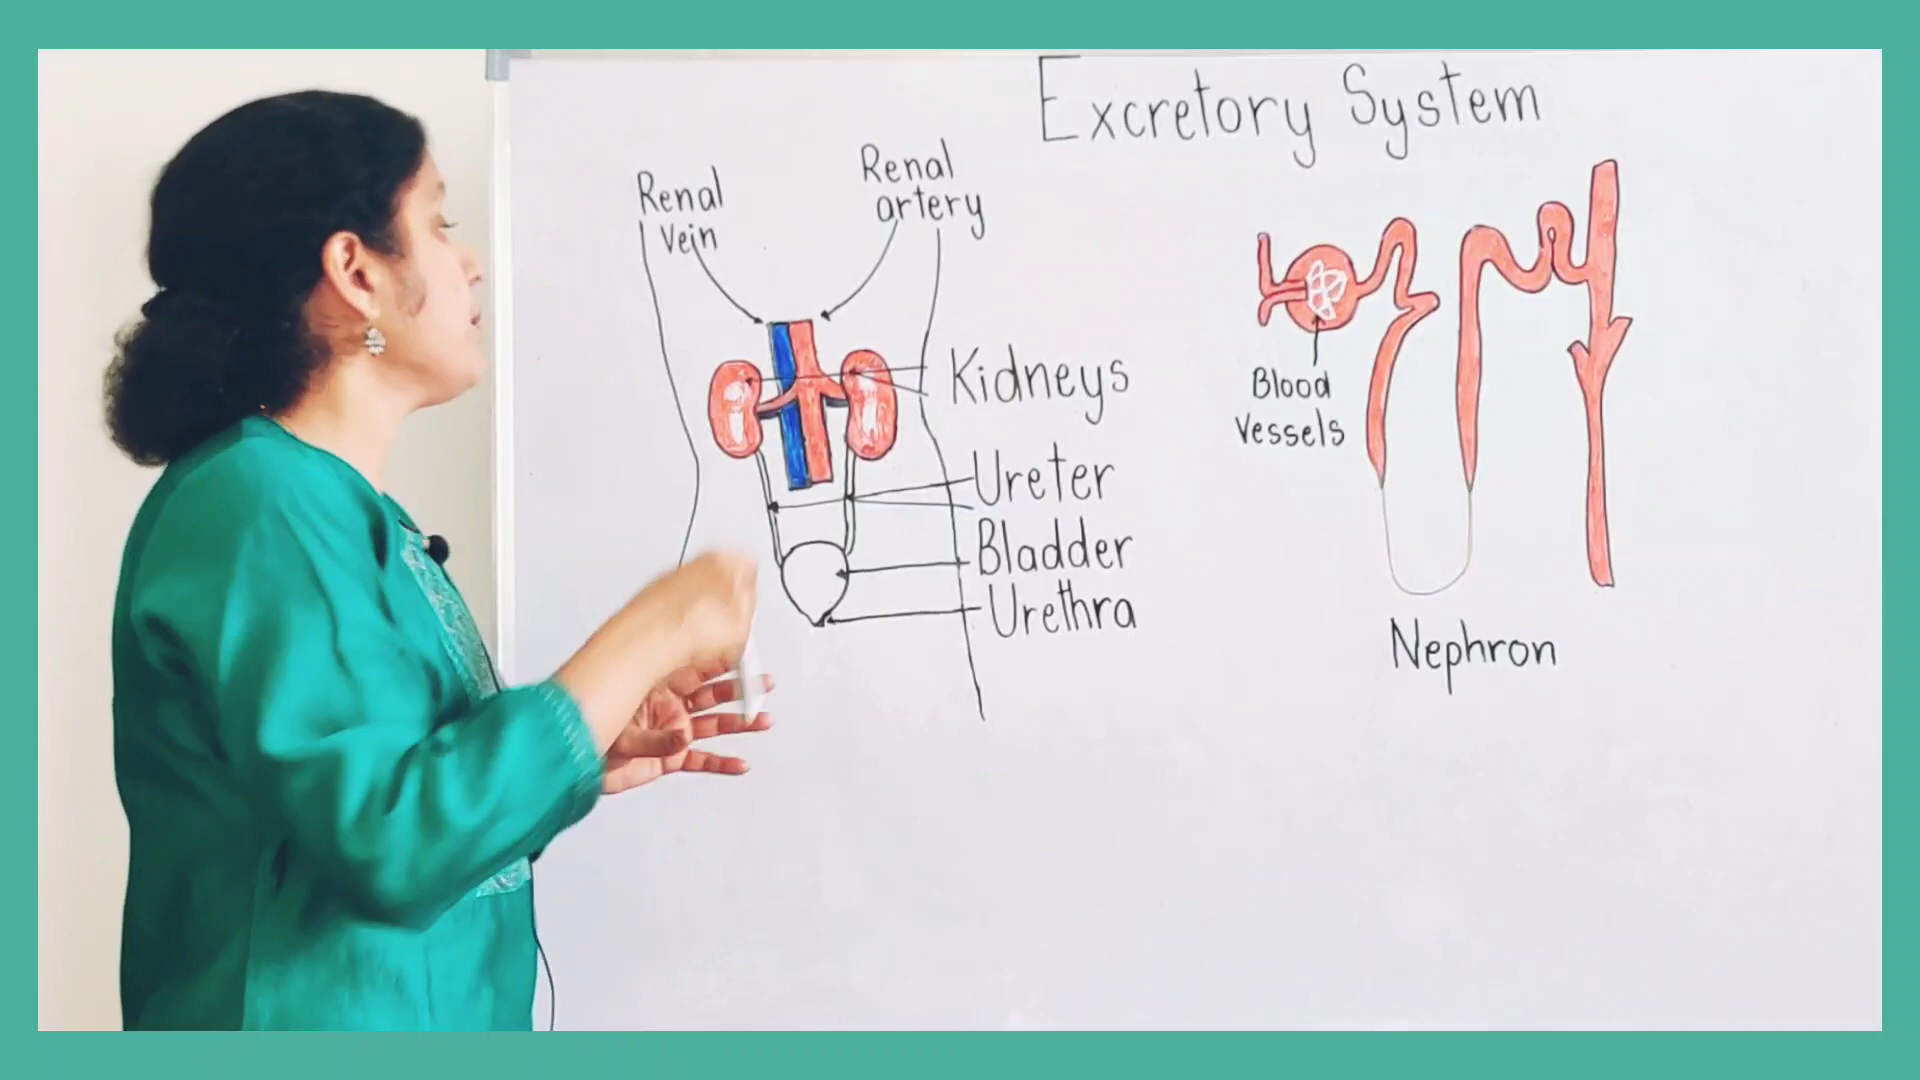 Excretory System
Renal
vein
Renal
artery
Kidneys
Ureter
Bladder
Urethra
Blood
Vessels
Nephron